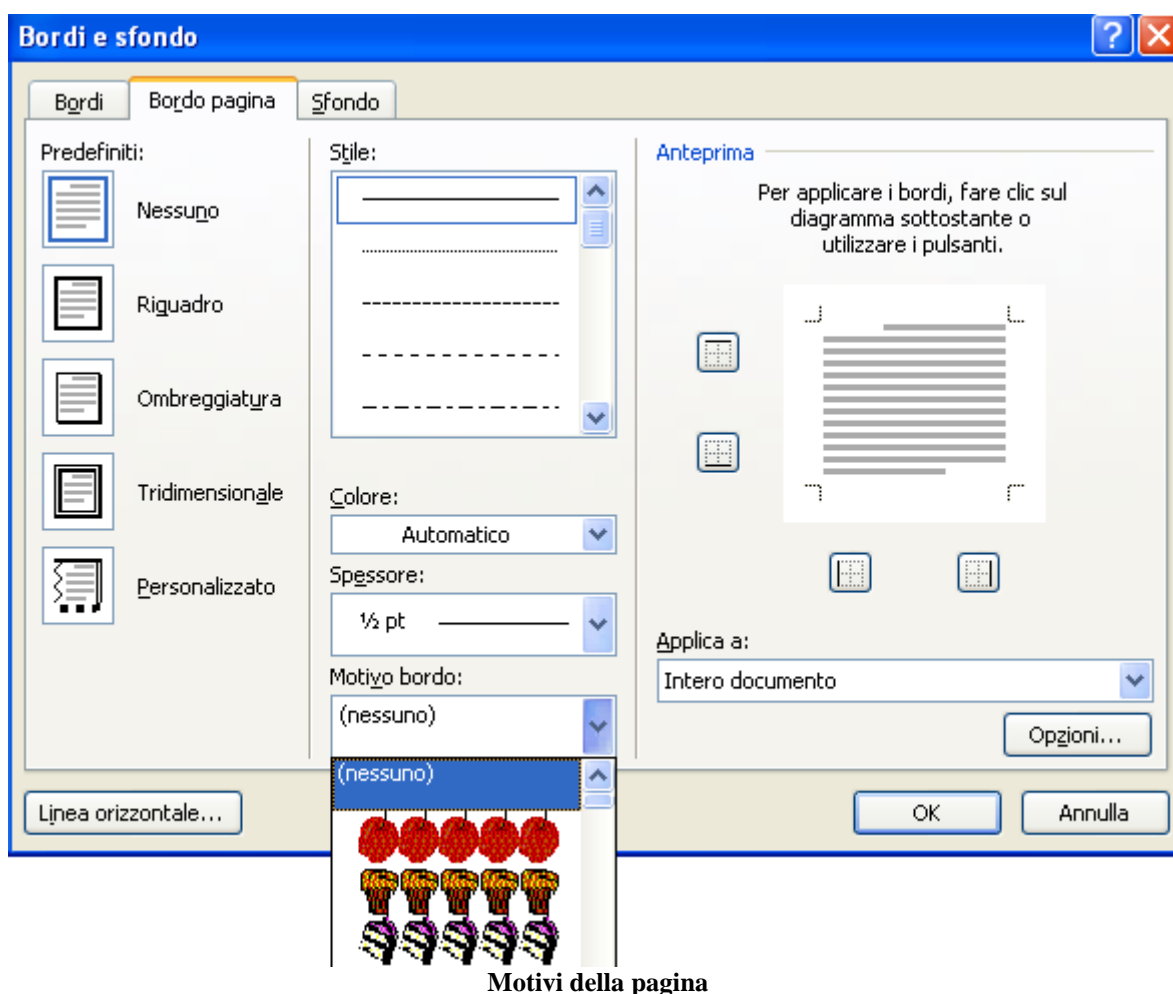 Bordi e sfondo
Bordi
Bordo pagina
Sfondo
Predefiniti:
Nessuno
Riquadro
Ombreggiatura
Tridimensionale
Personalizzato
Stile:
Colore:
Automatico
Spessore:
½ pt
Motivo bordo:
(nessuno)
(nessuno)
Anteprima
Per applicare i bordi, fare clic sul
diagramma sottostante o
utilizzare i pulsanti.
Applica a:
Intero documento
Opzioni...
Linea orizzontale...
OK
Annulla
Motivi della pagina